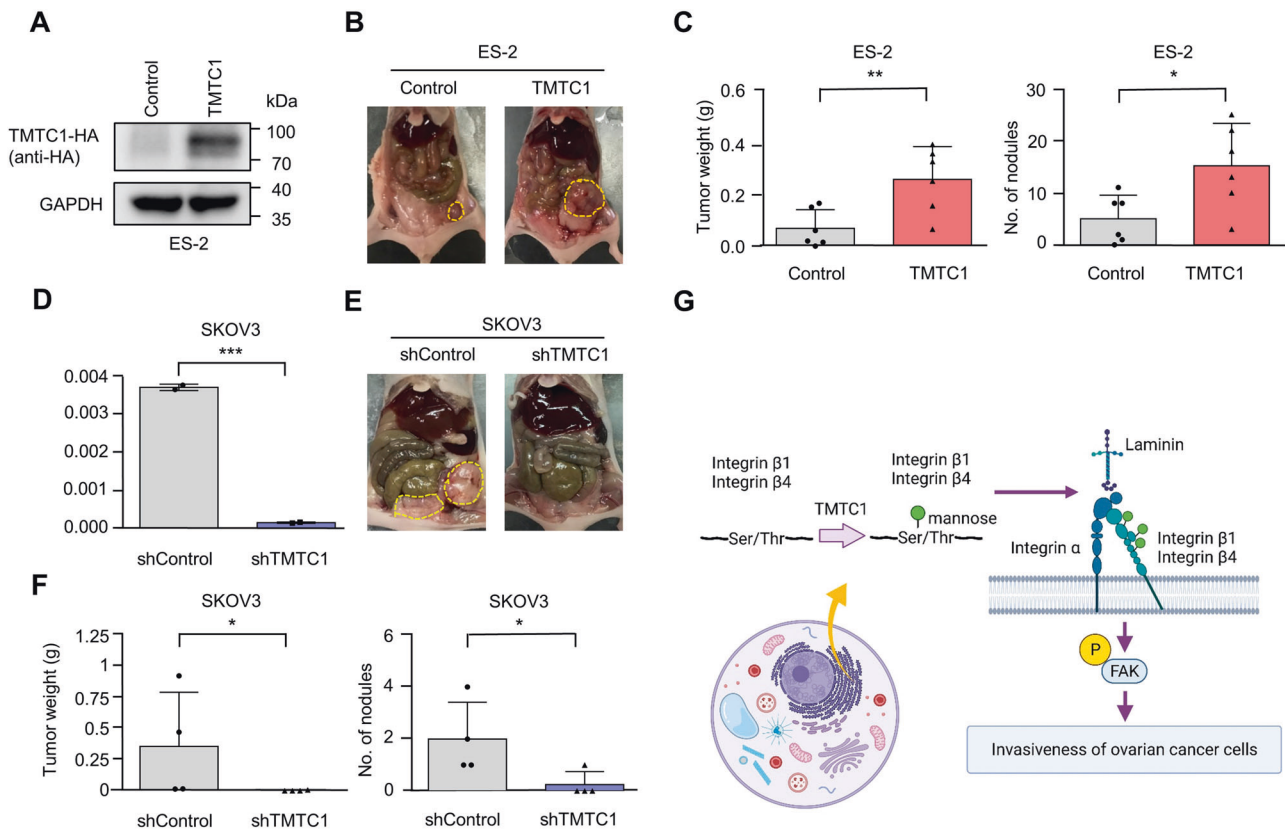 A
Control
TMTC1
kDa
TMTC1-HA
(anti-HA)
100
70
GAPDH
40
35
ES-2
B
ES-2
Control
TMTC1
C
ES-2
**
Tumor weight (g)
0.6
0.4
0.2
0.0
Control
TMTC1
ES-2
*
No. of nodules
30
20
10
0
Control
TMTC1
D
SKOV3
***
0.004
0.003
0.002
0.001
0.000
shControl
shTMTC1
E
SKOV3
shControl
shTMTC1
F
SKOV3
*
Tumor weight (g)
1.25
1
0.75
0.5
0.25
0
shControl
shTMTC1
SKOV3
*
No. of nodules
6
4
2
0
shControl
shTMTC1
G
Integrin β1
Integrin β4
Ser/Thr
TMTC1
Integrin β1
Integrin β4
mannose
Ser/Thr
Laminin
Integrin α
Integrin β1
Integrin β4
P
FAK
Invasiveness of ovarian cancer cells